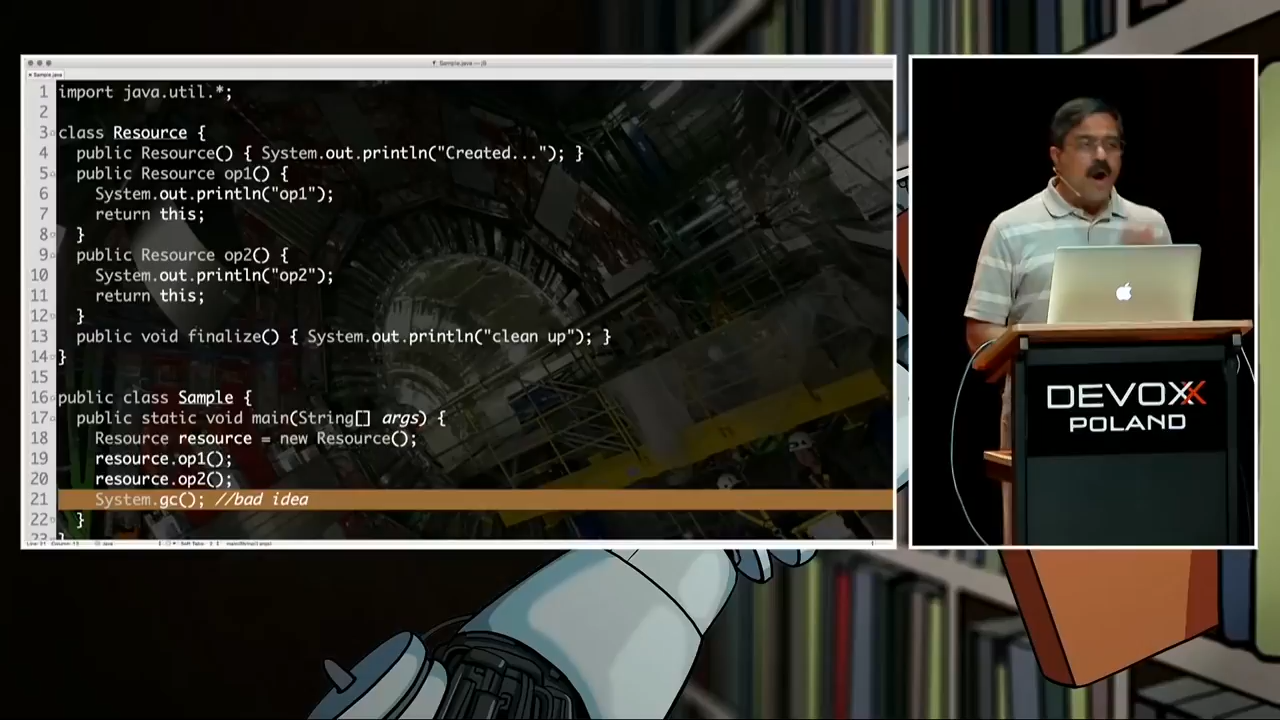 Sample.java
Sample.java
1 import java.util.*;
2
3 class Resource {
4 public Resource() { System.out.println("Created..."); }
5 public Resource op1() {
6 System.out.println("op1");
7 return this;
8 }
9 public Resource op2() {
10 System.out.println("op2");
11 return this;
12 }
13 public void finalize() { System.out.println("clean up"); }
14 }
15
16 public class Sample {
17 public static void main(String[] args) {
18 Resource resource = new Resource();
19 resource.op1();
20 resource.op2();
21 System.gc(); //bad idea
22 }
DEVOXX
POLAND